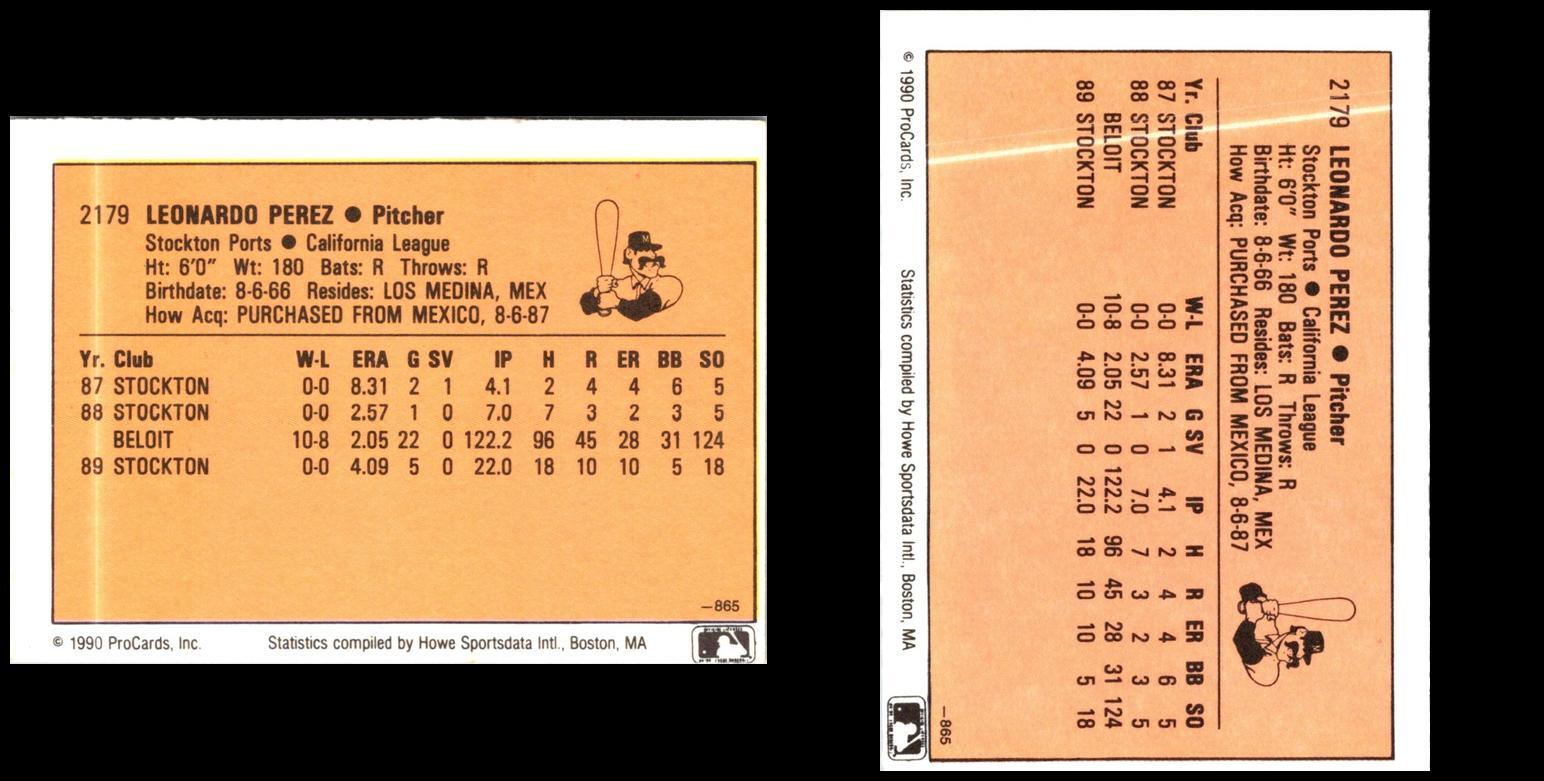 2179 LEONARDO PEREZ ● Pitcher
Stockton Ports ● California League
Ht: 6'0" Wt: 180 Bats: R Throws: R
Birthdate: 8-6-66 Resides: LOS MEDINA, MEX
How Acq: PURCHASED FROM MEXICO, 8-6-87
Yr. Club W-L ERA G SV IP H R ER BB SO
87 STOCKTON 0-0 8.31 2 1 4.1 2 4 4 6 5
88 STOCKTON 0-0 2.57 1 0 7.0 7 3 2 3 5
BELOIT 10-8 2.05 22 0 122.2 96 45 28 31 124
89 STOCKTON 0-0 4.09 5 0 22.0 18 10 10 5 18
—865
© 1990 ProCards, Inc. Statistics compiled by Howe Sportsdata Intl., Boston, MA
2179 LEONARDO PEREZ ● Pitcher
Stockton Ports ● California League
Ht: 6'0" Wt: 180 Bats: R Throws: R
Birthdate: 8-6-66 Resides: LOS MEDINA, MEX
How Acq: PURCHASED FROM MEXICO, 8-6-87
Yr. Club W-L ERA G SV IP H R ER BB SO
87 STOCKTON 0-0 8.31 2 1 4.1 2 4 4 6 5
88 STOCKTON 0-0 2.57 1 0 7.0 7 3 2 3 5
BELOIT 10-8 2.05 22 0 122.2 96 45 28 31 124
89 STOCKTON 0-0 4.09 5 0 22.0 18 10 10 5 18
—865
© 1990 ProCards, Inc. Statistics compiled by Howe Sportsdata Intl., Boston, MA